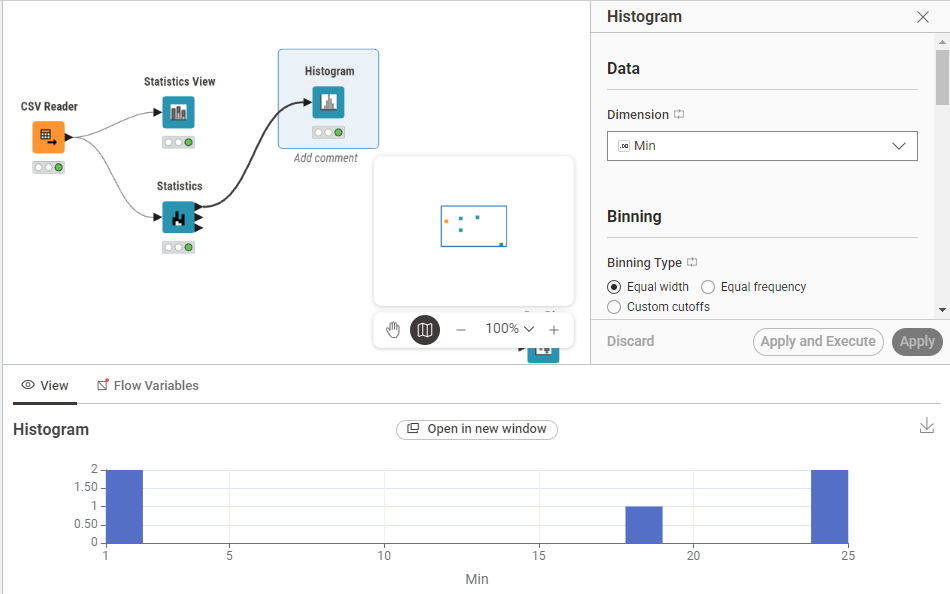 Histogram
Data
Dimension
Min
Binning
Binning Type
Equal width
Equal frequency
Custom cutoffs
Discard
Apply and Execute
Apply
CSV Reader
Statistics View
Statistics
Histogram
Add comment
100%
View
Flow Variables
Histogram
Open in new window
2
1.50
1
0.50
0
1
5
10
15
20
25
Min